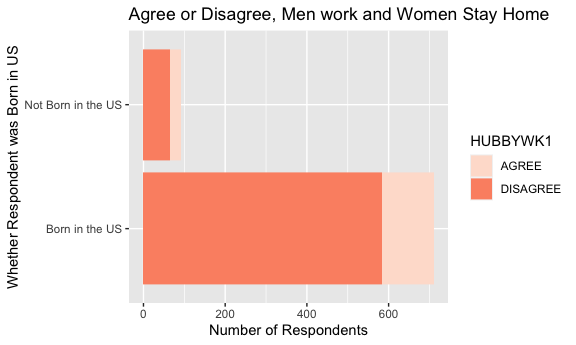 Agree or Disagree, Men work and Women Stay Home
Whether Respondent was Born in US
Not Born in the US
Born in the US
0
200
400
600
Number of Respondents
HUBBYWK1
AGREE
DISAGREE